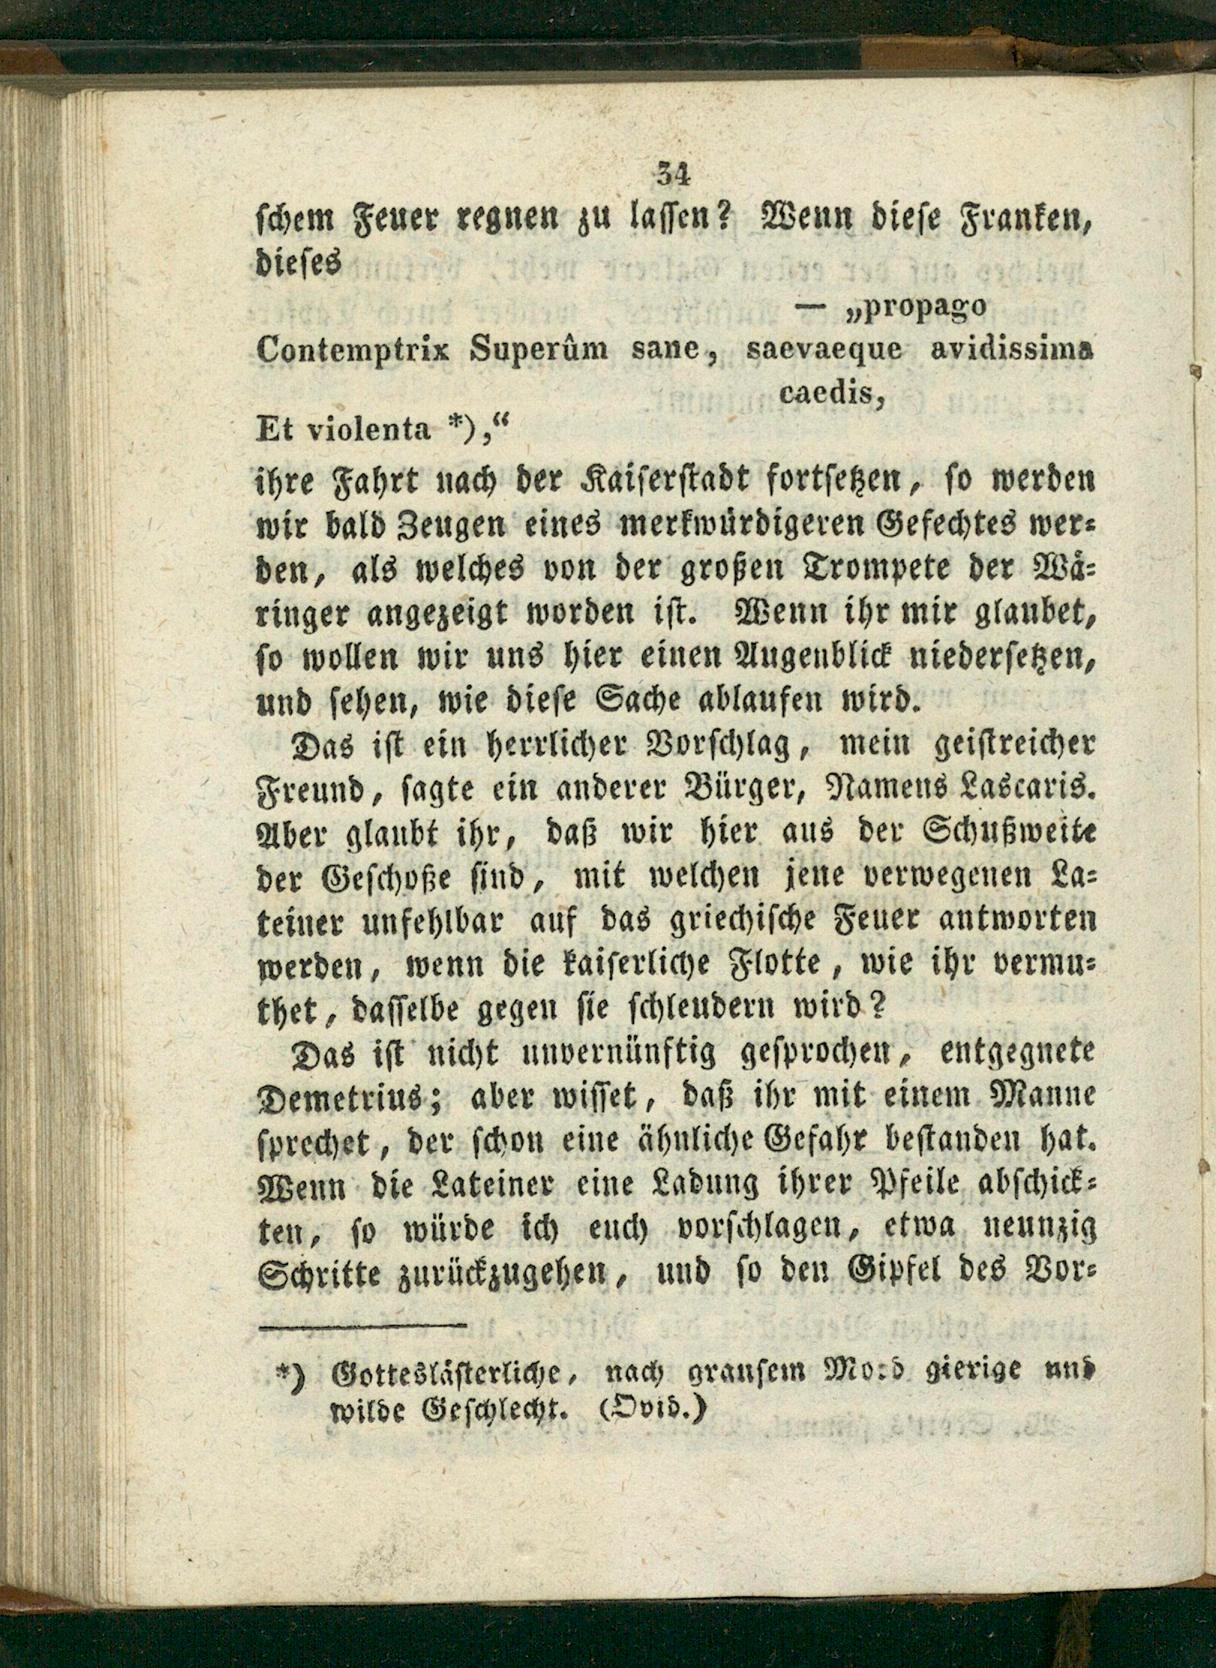 34
schem Feuer regnen zu lassen? Wenn diese Franken,
dieses
— „propago
Contemptrix Superûm sane, saevaeque avidissima
caedis,
Et violenta *),“
ihre Fahrt nach der Kaiserstadt fortsetzen, so werden
wir bald Zeugen eines merkwürdigeren Gefechtes wer-
den, als welches von der großen Trompete der Wä-
ringer angezeigt worden ist. Wenn ihr mir glaubet,
so wollen wir uns hier einen Augenblick niedersetzen,
und sehen, wie diese Sache ablaufen wird.
Das ist ein herrlicher Vorschlag, mein geistreicher
Freund, sagte ein anderer Bürger, Namens Lascaris.
Aber glaubt ihr, daß wir hier aus der Schußweite
der Geschoße sind, mit welchen jene verwegenen La-
teiner unfehlbar auf das griechische Feuer antworten
werden, wenn die kaiserliche Flotte, wie ihr vermu-
thet, dasselbe gegen sie schleudern wird?
Das ist nicht unvernünftig gesprochen, entgegnete
Demetrius; aber wisset, daß ihr mit einem Manne
sprechet, der schon eine ähnliche Gefahr bestanden hat.
Wenn die Lateiner eine Ladung ihrer Pfeile abschick-
ten, so würde ich euch vorschlagen, etwa neunzig
Schritte zurückzugehen, und so den Gipfel des Vor-
*) Gotteslästerliche, nach grausem Mord gierige und
wilde Geschlecht. (Ovid.)